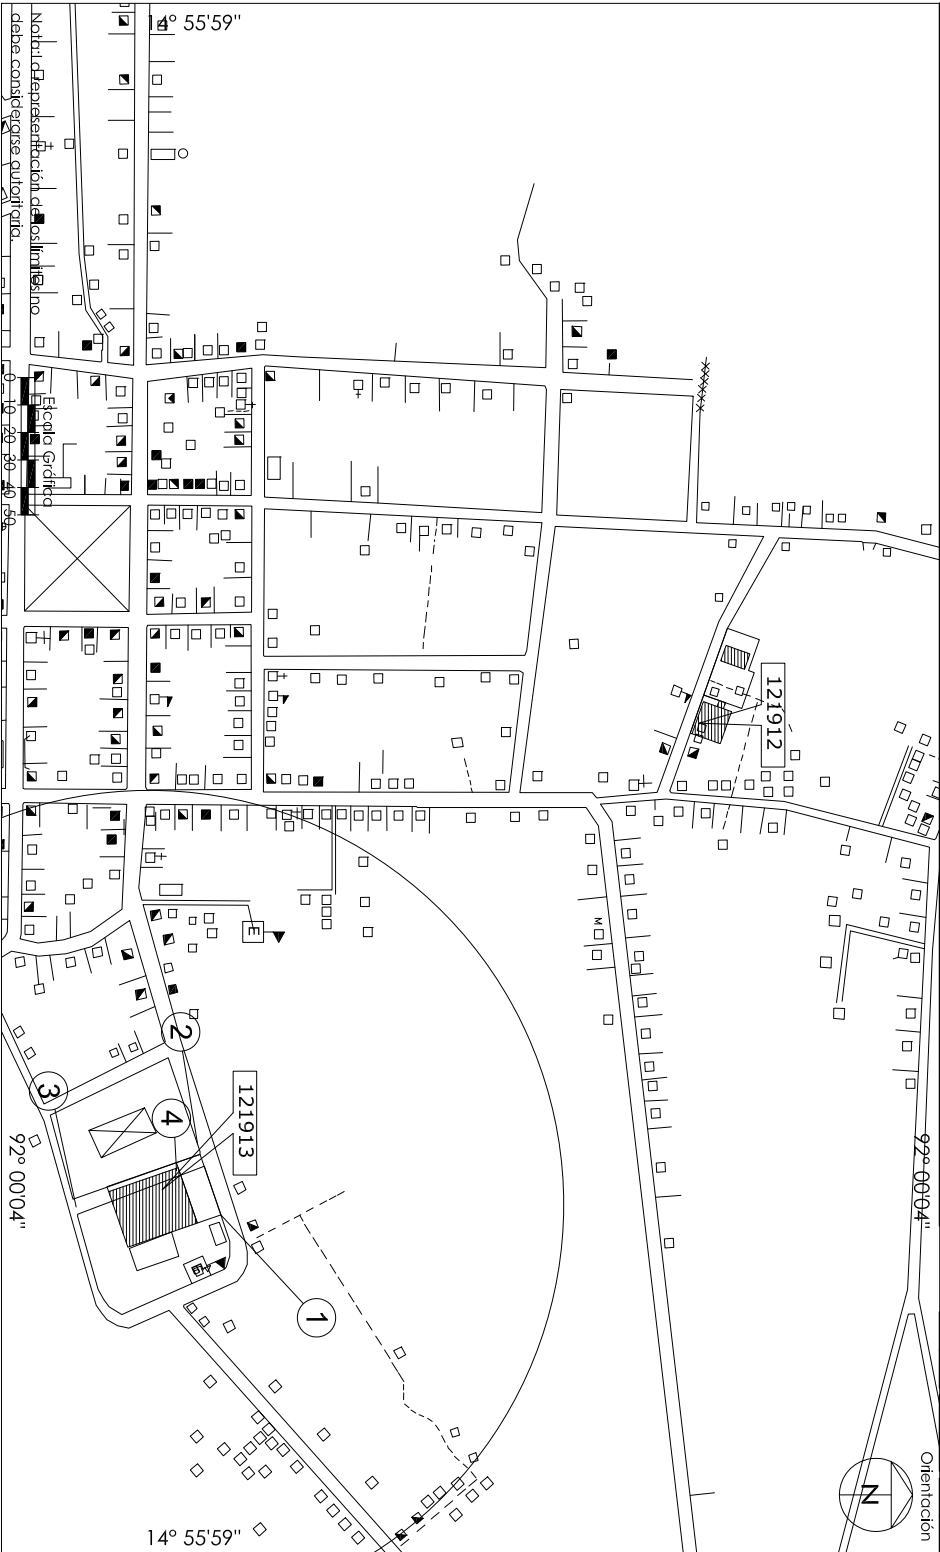 14° 55'59"
Nota: La representación de los límites no
debe considerarse autoritaria.
Escala Gráfica
0 10 20 30 40 50
121912
M
E
2
121913
4
3
92° 00'04"
92° 00'04"
1
E
Orientación
N
14° 55'59"